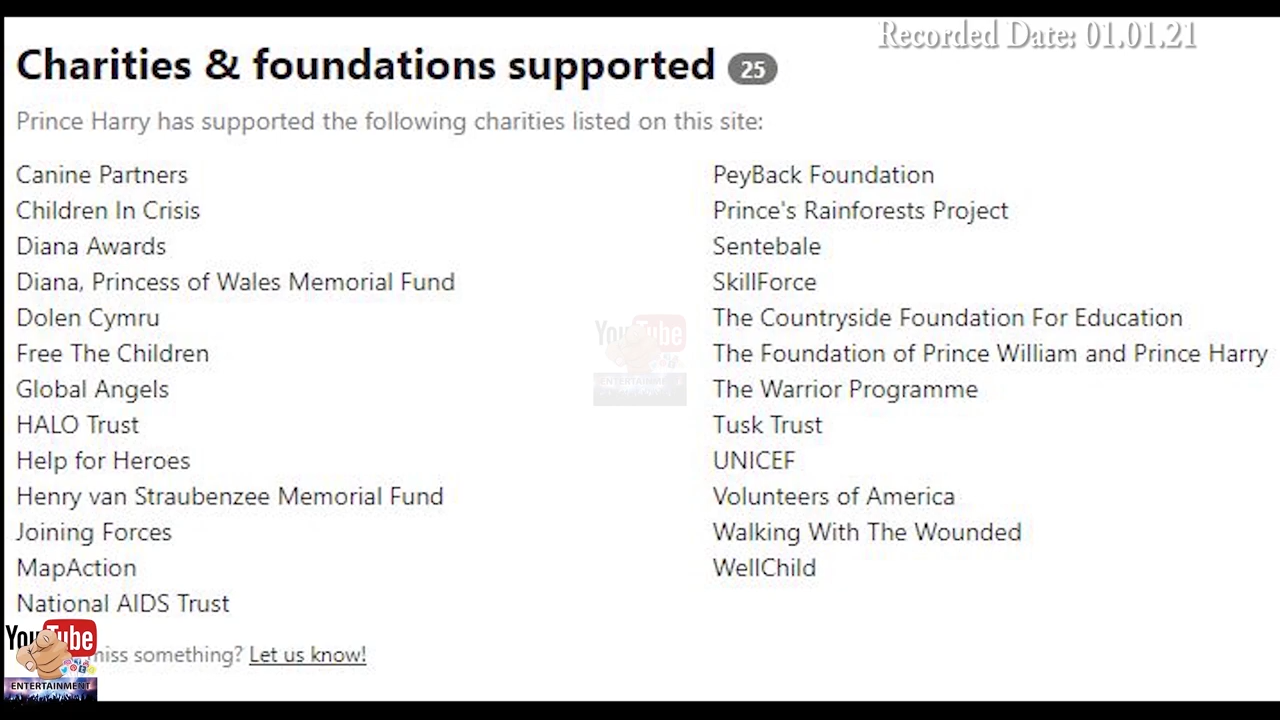 Recorded Date: 01.01.21
Charities & foundations supported 25
Prince Harry has supported the following charities listed on this site:
Canine Partners
Children In Crisis
Diana Awards
Diana, Princess of Wales Memorial Fund
Dolen Cymru
Free The Children
Global Angels
HALO Trust
Help for Heroes
Henry van Straubenzee Memorial Fund
Joining Forces
MapAction
National AIDS Trust
PeyBack Foundation
Prince's Rainforests Project
Sentebale
SkillForce
The Countryside Foundation For Education
The Foundation of Prince William and Prince Harry
The Warrior Programme
Tusk Trust
UNICEF
Volunteers of America
Walking With The Wounded
WellChild
YouTube
ENTERTAINMENT
miss something? Let us know!
YouTube
ENTERTAINMENT